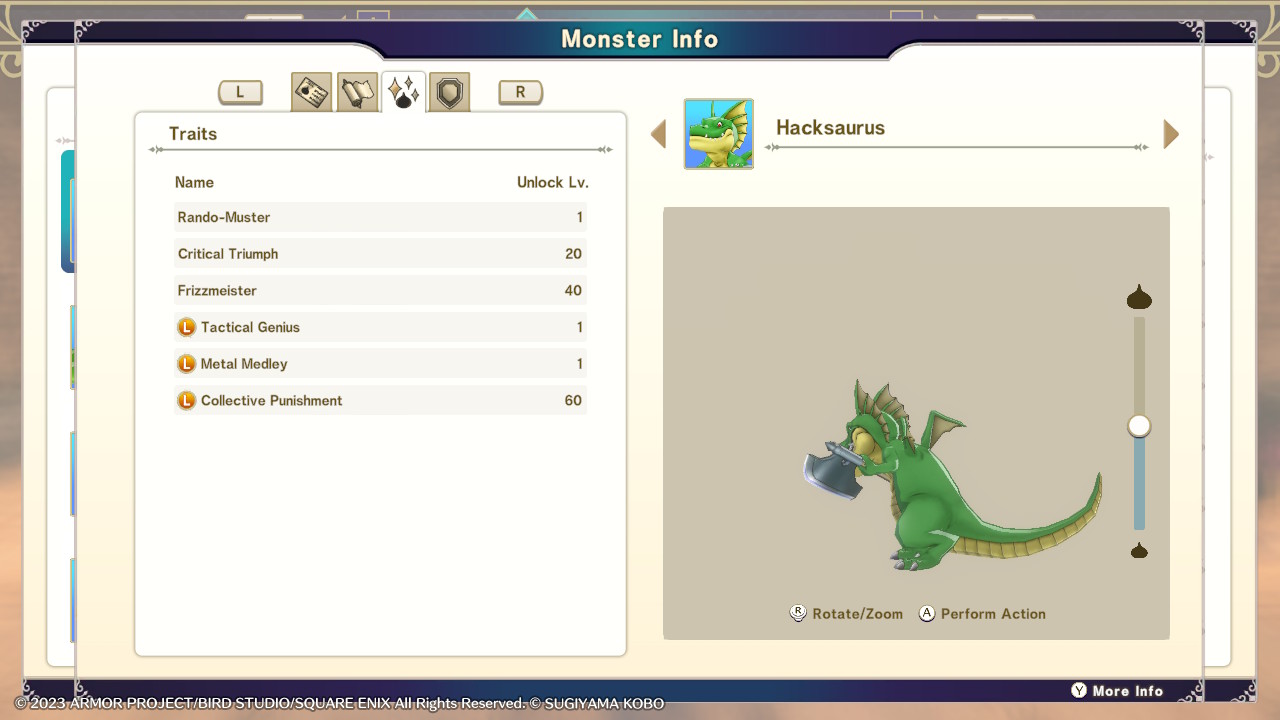 Monster Info
L
R
Traits
Name Unlock Lv.
Rando-Muster 1
Critical Triumph 20
Frizzmeister 40
L Tactical Genius 1
L Metal Medley 1
L Collective Punishment 60
Hacksaurus
R Rotate/Zoom A Perform Action
Y More Info
© 2023 ARMOR PROJECT/BIRD STUDIO/SQUARE ENIX All Rights Reserved. © SUGIYAMA KOBO